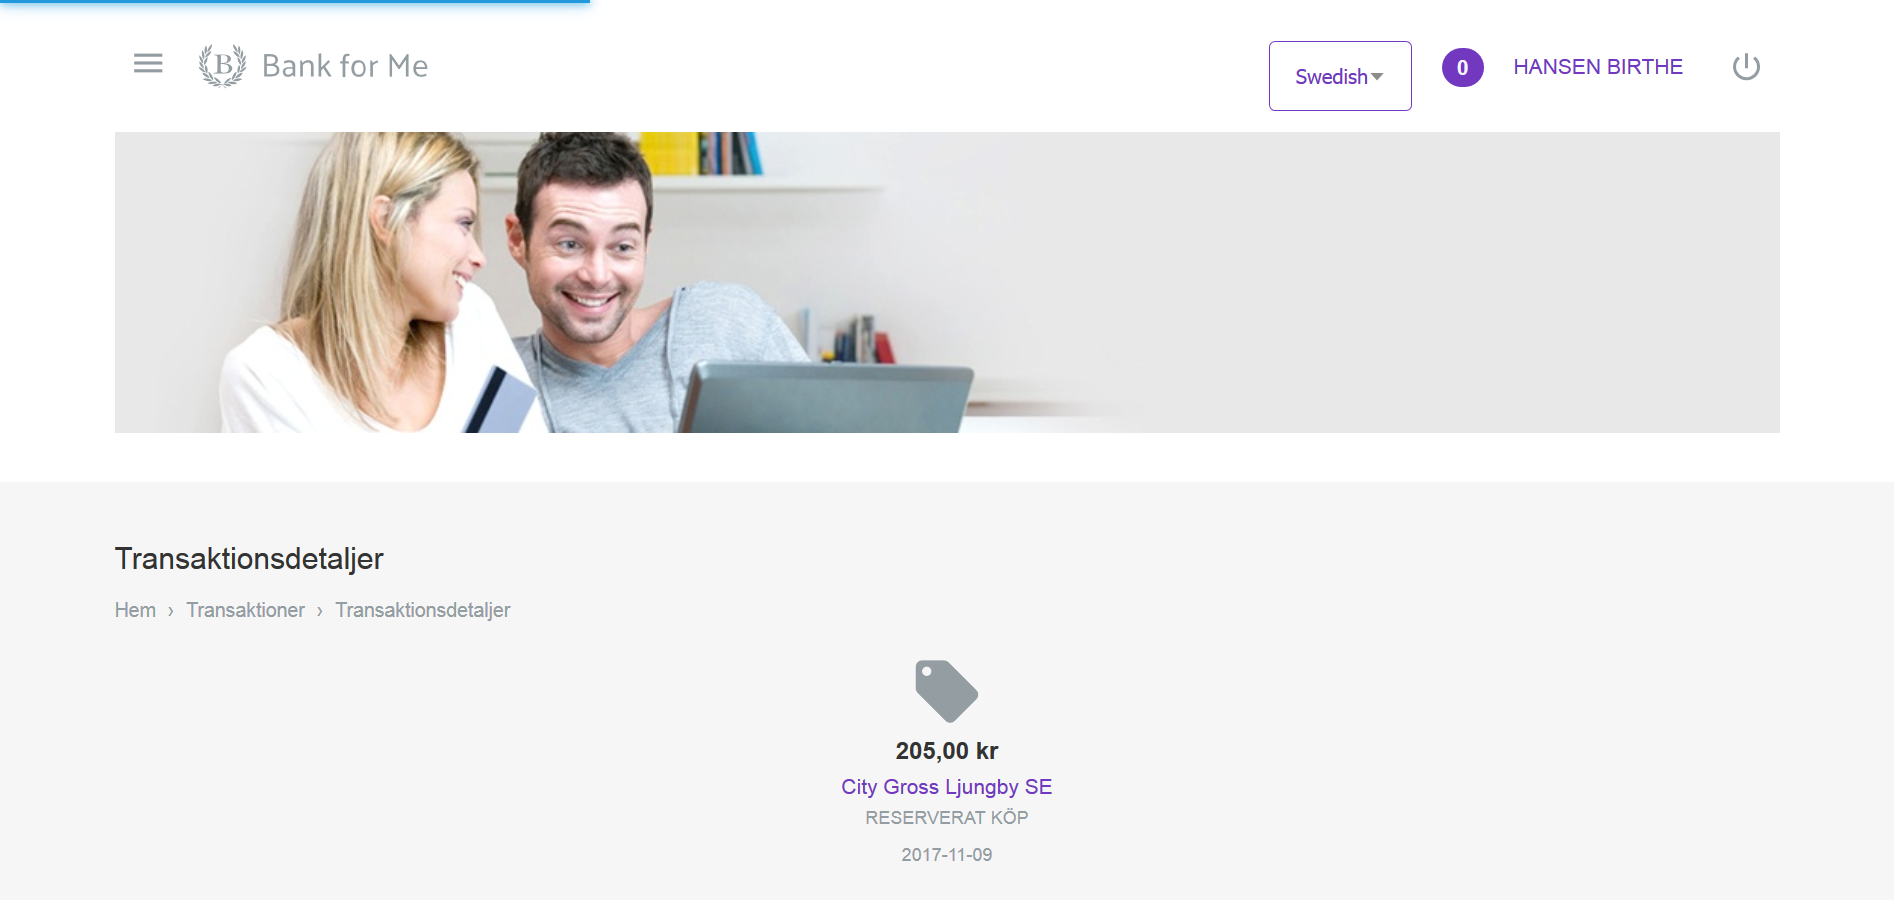 B Bank for Me
Swedish
0
HANSEN BIRTHE
Transaktionsdetaljer
Hem › Transaktioner › Transaktionsdetaljer
205,00 kr
City Gross Ljungby SE
RESERVERAT KÖP
2017-11-09